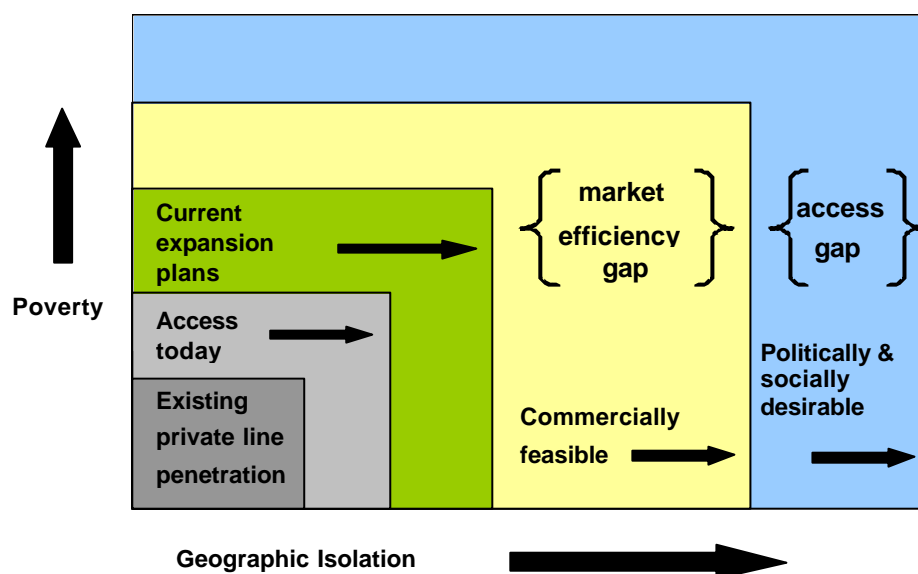 Poverty
Current
expansion
plans
Access
today
Existing
private line
penetration
market
efficiency
gap
Commercially
feasible
access
gap
Politically &
socially
desirable
Geographic Isolation